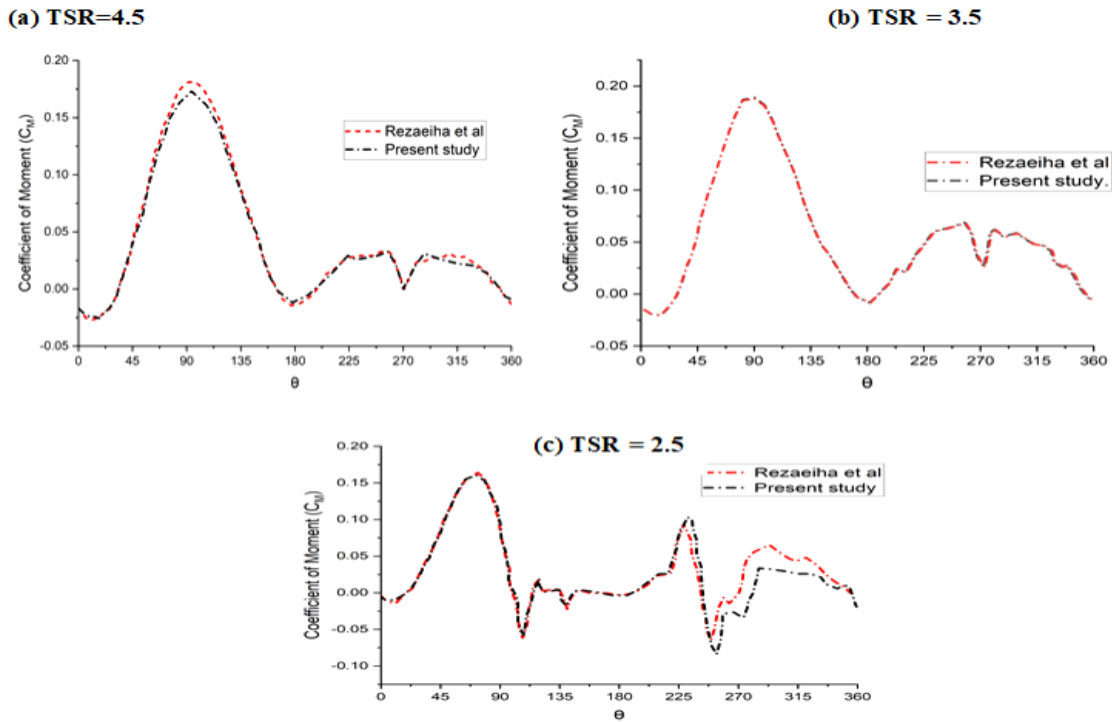 (a) TSR=4.5
(b) TSR = 3.5
0.20
0.15
0.10
0.05
0.00
-0.05
Coefficient of Moment (CM)
Rezaeiha et al
Present study
0 45 90 135 180 225 270 315 360
θ
0.20
0.15
0.10
0.05
0.00
-0.05
Coefficient of Moment (CM)
Rezaeiha et al
Present study.
0 45 90 135 180 225 270 315 360
Θ
(c) TSR = 2.5
0.20
0.15
0.10
0.05
0.00
-0.05
-0.10
Coefficient of Moment (CM)
Rezaeiha et al
Present study
0 45 90 135 180 225 270 315 360
Θ